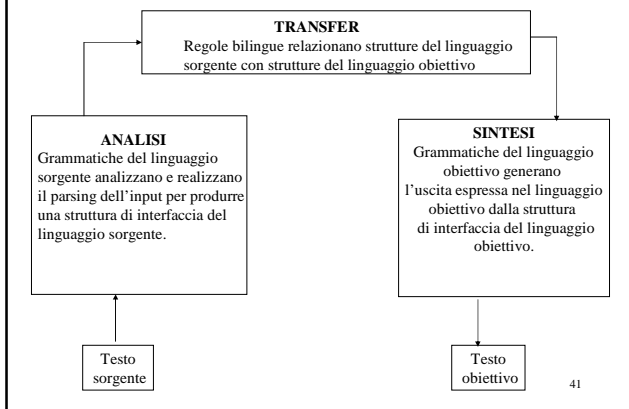 TRANSFER
Regole bilingue relazionano strutture del linguaggio
sorgente con strutture del linguaggio obiettivo
ANALISI
Grammatiche del linguaggio
sorgente analizzano e realizzano
il parsing dell'input per produrre
una struttura di interfaccia del
linguaggio sorgente.
SINTESI
Grammatiche del linguaggio
obiettivo generano
l'uscita espressa nel linguaggio
obiettivo dalla struttura
di interfaccia del linguaggio
obiettivo.
Testo
sorgente
Testo
obiettivo
41